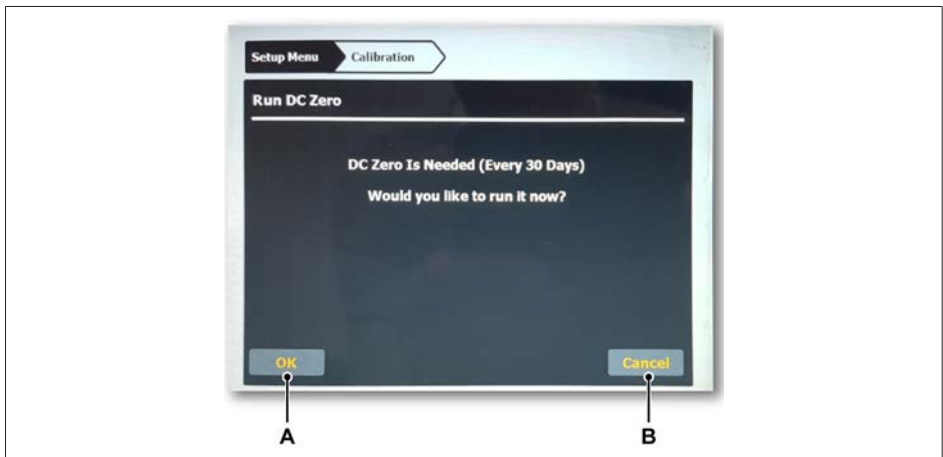 Setup Menu
Calibration
Run DC Zero
DC Zero Is Needed (Every 30 Days)
Would you like to run it now?
OK
Cancel
A
B